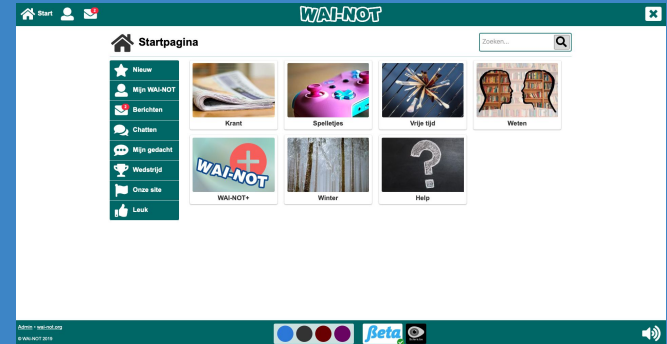 Start
WAI-NOT
Startpagina
Zoeken...
Nieuw
Mijn WAI-NOT
Berichten
Chatten
Mijn gedacht
Wedstrijd
Onze site
Leuk
Krant
Spelletjes
Vrije tijd
Weten
WAI-NOT
WAI-NOT+
Winter
?
Help
Admin - wai-not.org
© WAI-NOT 2019
βeta